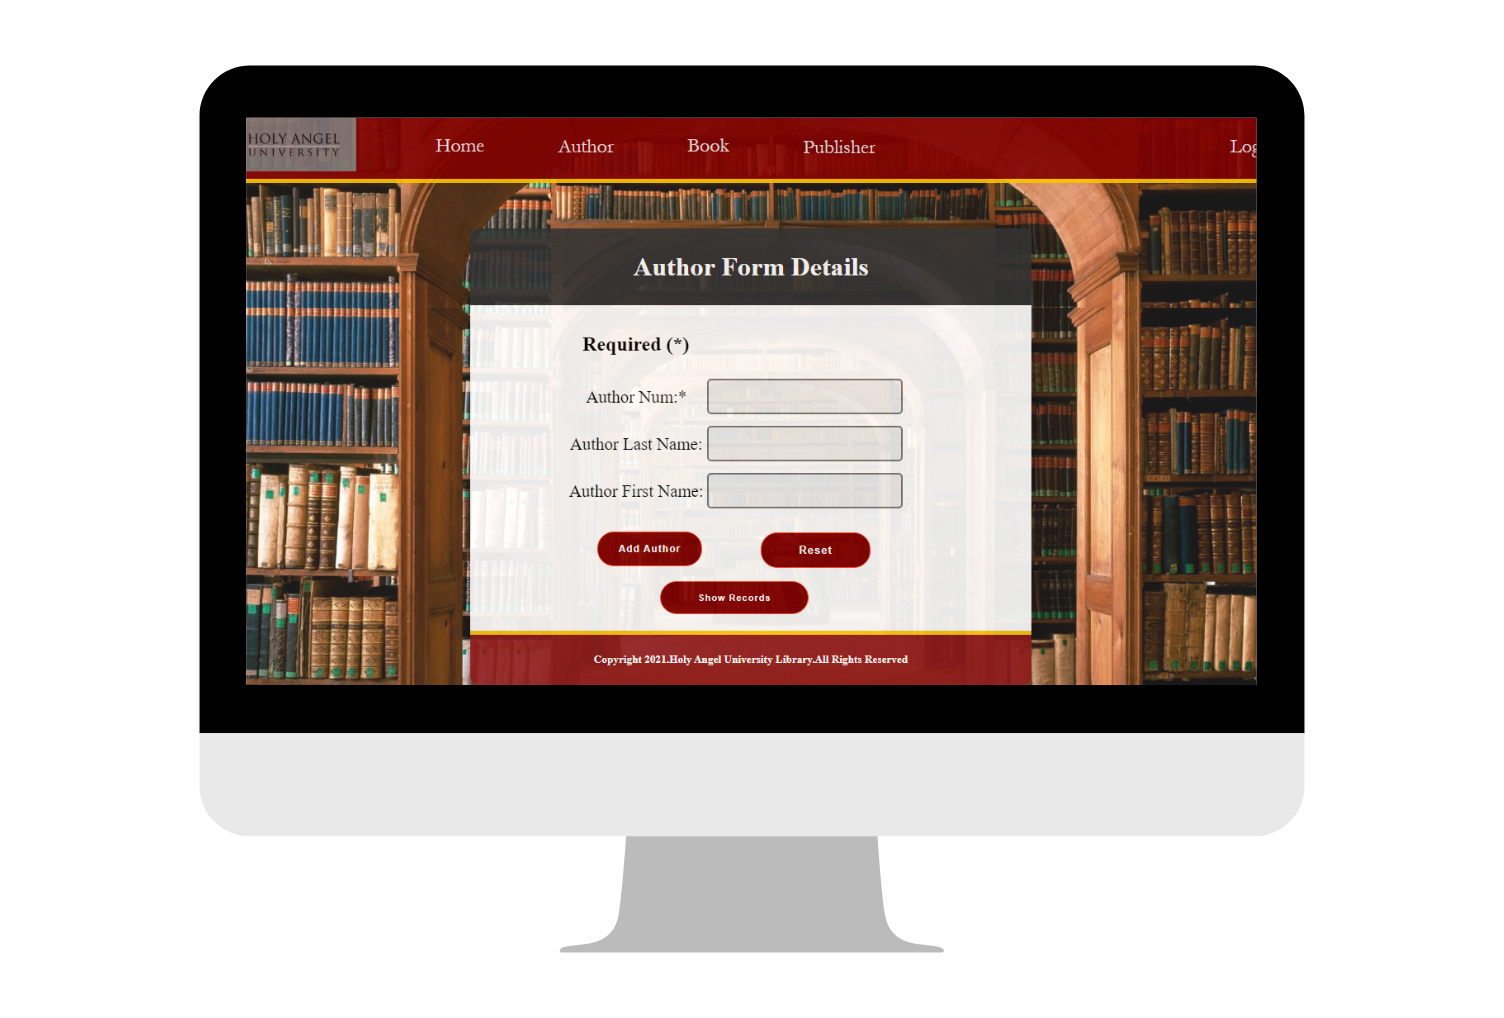 HOLY ANGEL
UNIVERSITY
Home
Author
Book
Publisher
Log
Author Form Details
Required (*)
Author Num:*
Author Last Name:
Author First Name:
Add Author
Reset
Show Records
Copyright 2021.Holy Angel University Library.All Rights Reserved